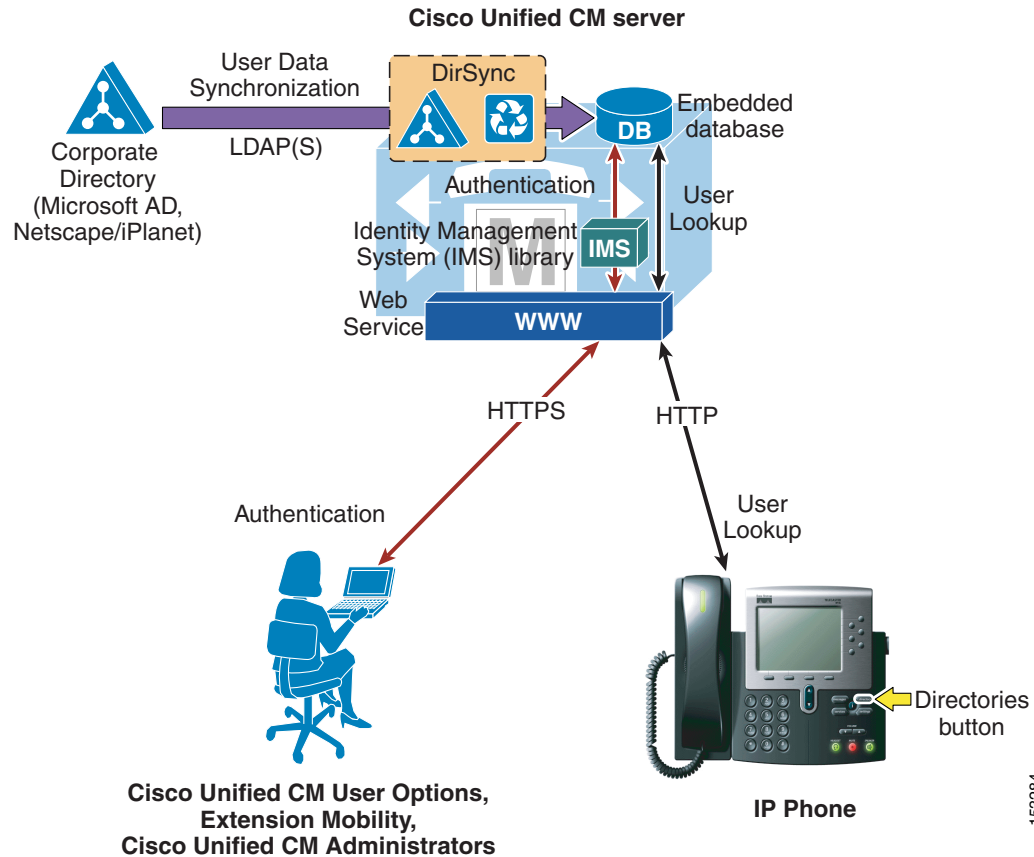 Cisco Unified CM server
User Data
Synchronization
LDAP(S)
DirSync
DB
Embedded
database
Corporate
Directory
(Microsoft AD,
Netscape/iPlanet)
Authentication
User
Lookup
Identity Management
System (IMS) library
IMS
M
Web
Service
WWW
HTTPS
HTTP
Authentication
User
Lookup
Directories
button
Cisco Unified CM User Options,
Extension Mobility,
Cisco Unified CM Administrators
IP Phone